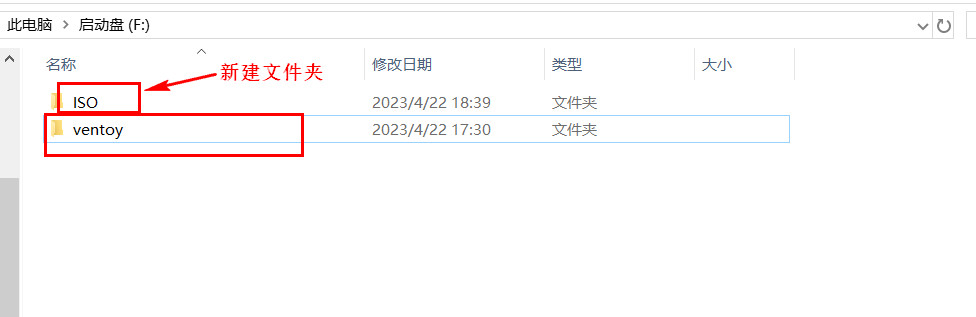 此电脑 > 启动盘 (F:)
名称 修改日期 类型 大小
新建文件夹
ISO 2023/4/22 18:39 文件夹
ventoy 2023/4/22 17:30 文件夹